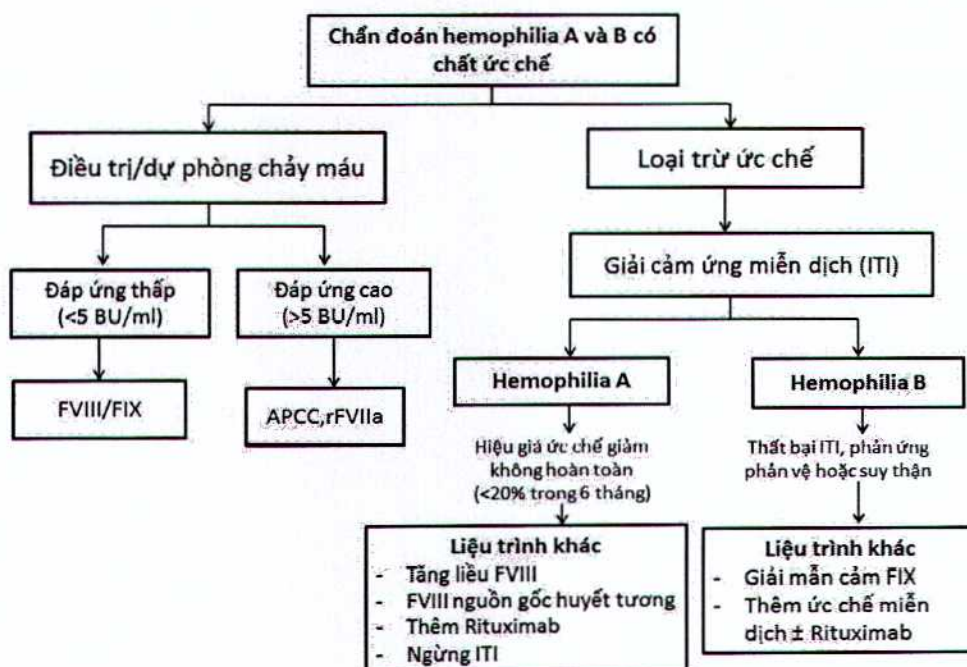 Chẩn đoán hemophilia A và B có
chất ức chế
Điều trị/dự phòng chảy máu
Loại trừ ức chế
Giải cảm ứng miễn dịch (ITI)
Đáp ứng thấp
(<5 BU/ml)
Đáp ứng cao
(>5 BU/ml)
FVIII/FIX
APCC,rFVIIa
Hemophilia A
Hemophilia B
Hiệu giá ức chế giảm
không hoàn toàn
(<20% trong 6 tháng)
Thất bại ITI, phản ứng
phản vệ hoặc suy thận
Liệu trình khác
- Tăng liều FVIII
- FVIII nguồn gốc huyết tương
- Thêm Rituximab
- Ngừng ITI
Liệu trình khác
- Giải mẫn cảm FIX
- Thêm ức chế miễn
dịch ± Rituximab